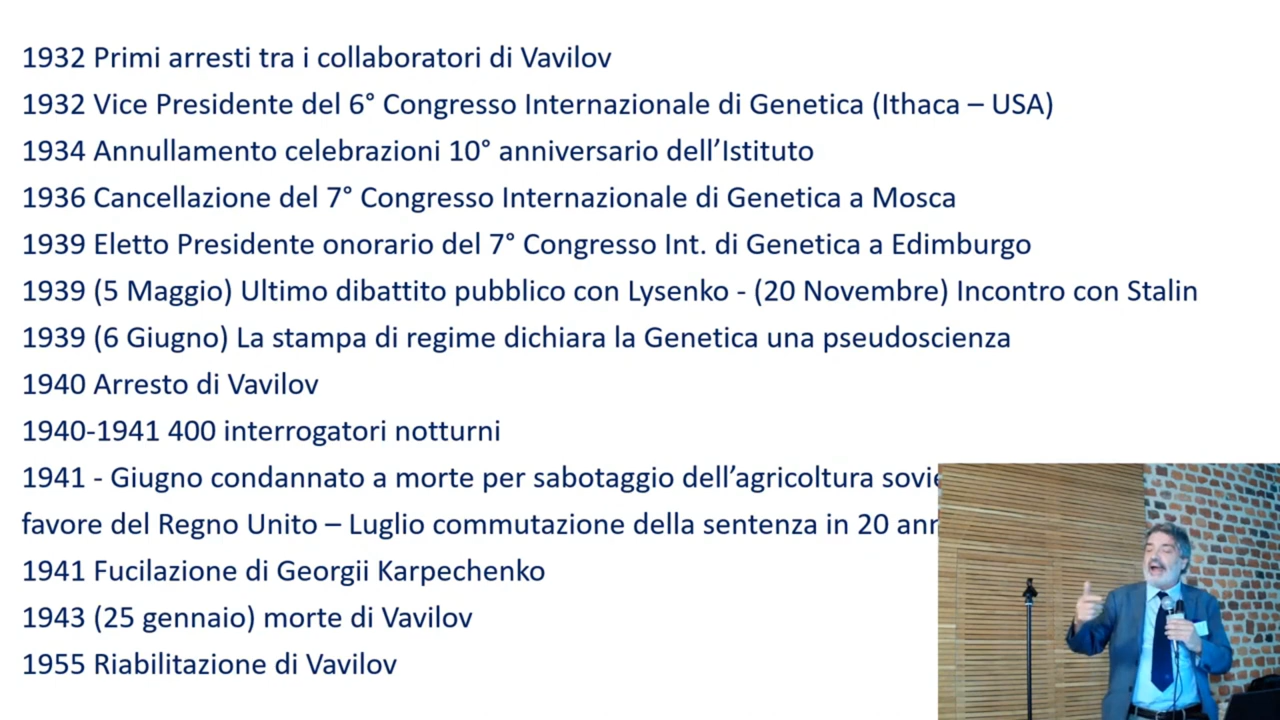 1932 Primi arresti tra i collaboratori di Vavilov
1932 Vice Presidente del 6° Congresso Internazionale di Genetica (Ithaca – USA)
1934 Annullamento celebrazioni 10° anniversario dell’Istituto
1936 Cancellazione del 7° Congresso Internazionale di Genetica a Mosca
1939 Eletto Presidente onorario del 7° Congresso Int. di Genetica a Edimburgo
1939 (5 Maggio) Ultimo dibattito pubblico con Lysenko - (20 Novembre) Incontro con Stalin
1939 (6 Giugno) La stampa di regime dichiara la Genetica una pseudoscienza
1940 Arresto di Vavilov
1940-1941 400 interrogatori notturni
1941 - Giugno condannato a morte per sabotaggio dell’agricoltura
favore del Regno Unito – Luglio commutazione della sentenza in 20
1941 Fucilazione di Georgii Karpechenko
1943 (25 gennaio) morte di Vavilov
1955 Riabilitazione di Vavilov